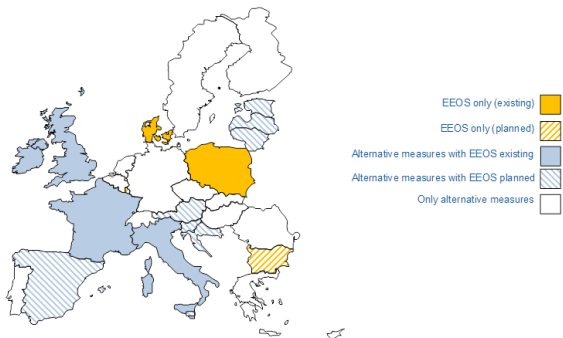 EEOS only (existing)
EEOS only (planned)
Alternative measures with EEOS existing
Alternative measures with EEOS planned
Only alternative measures